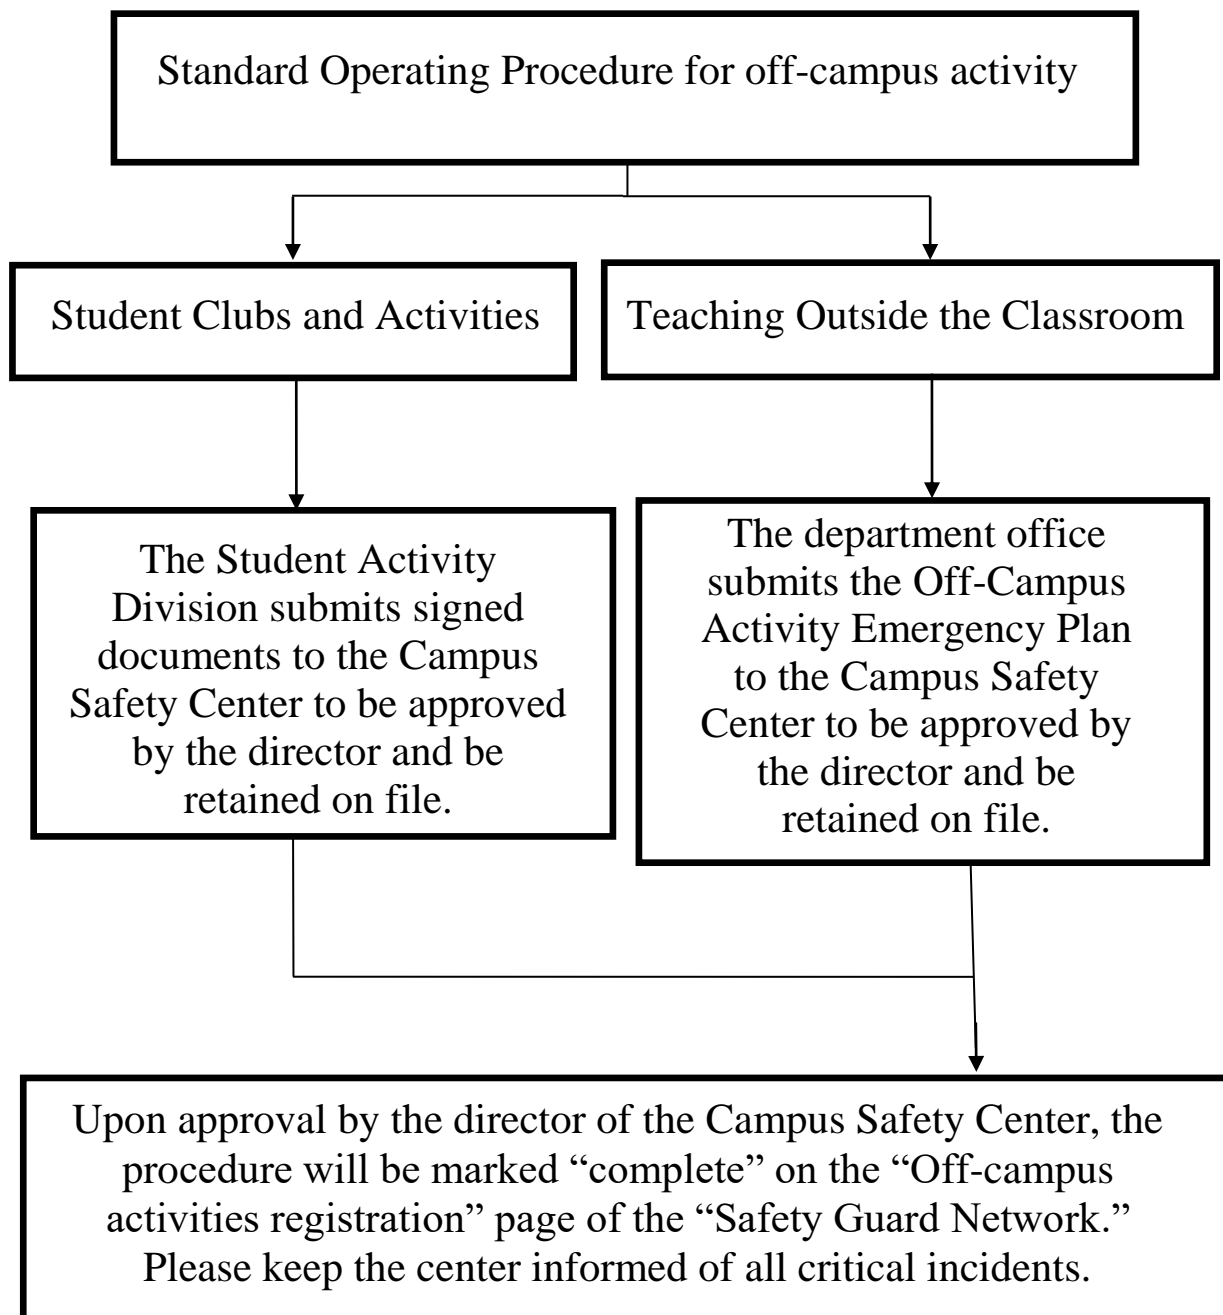 Standard Operating Procedure for off-campus activity
Student Clubs and Activities
Teaching Outside the Classroom
The Student Activity
Division submits signed
documents to the Campus
Safety Center to be approved
by the director and be
retained on file.
The department office
submits the Off-Campus
Activity Emergency Plan
to the Campus Safety
Center to be approved by
the director and be
retained on file.
Upon approval by the director of the Campus Safety Center, the
procedure will be marked “complete” on the “Off-campus
activities registration” page of the “Safety Guard Network.”
Please keep the center informed of all critical incidents.